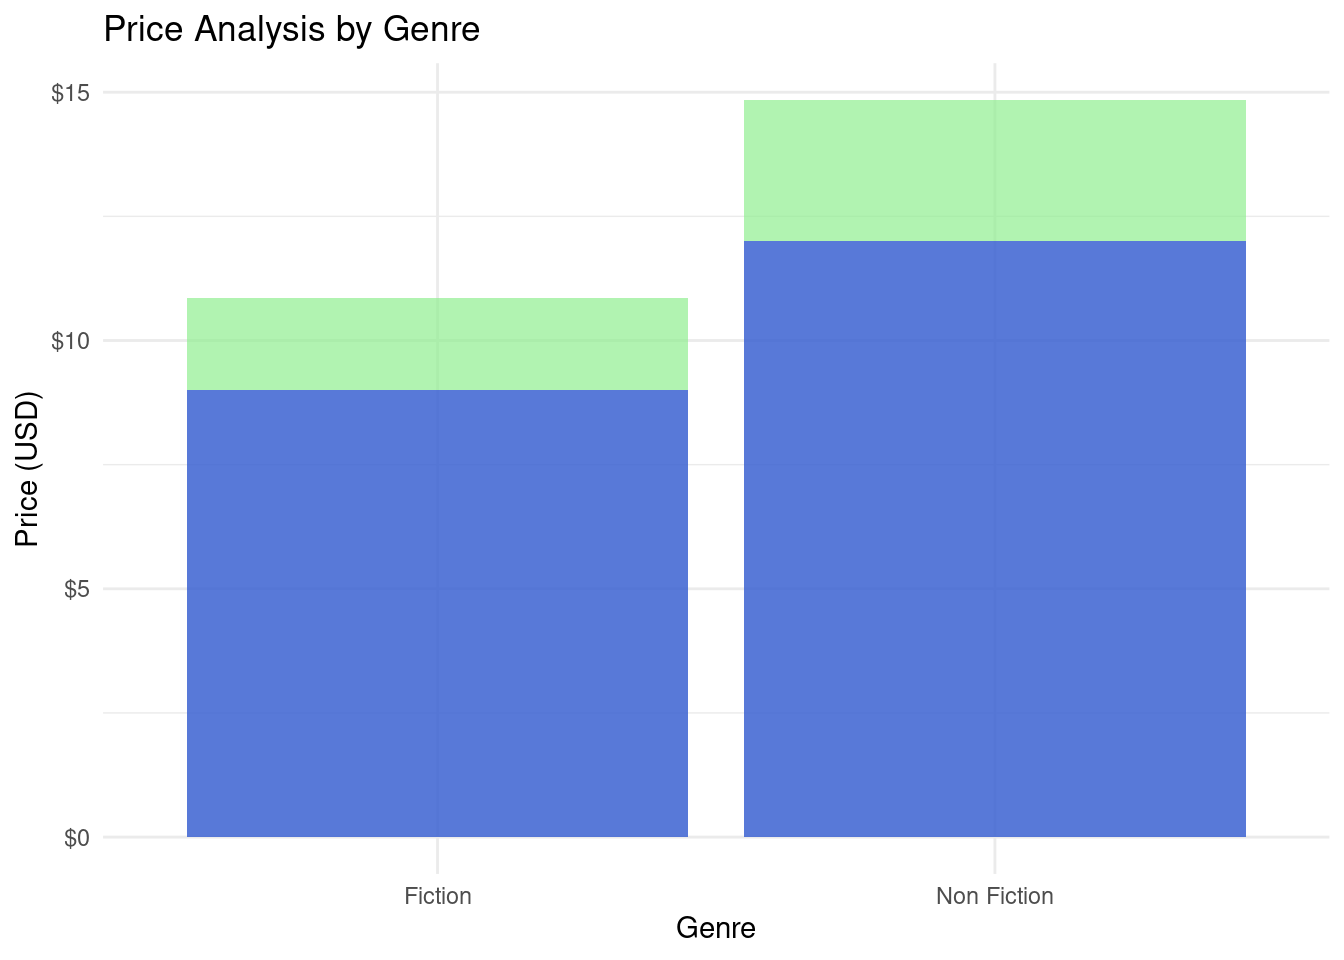 Price Analysis by Genre
$15
$10
$5
$0
Price (USD)
Fiction
Non Fiction
Genre